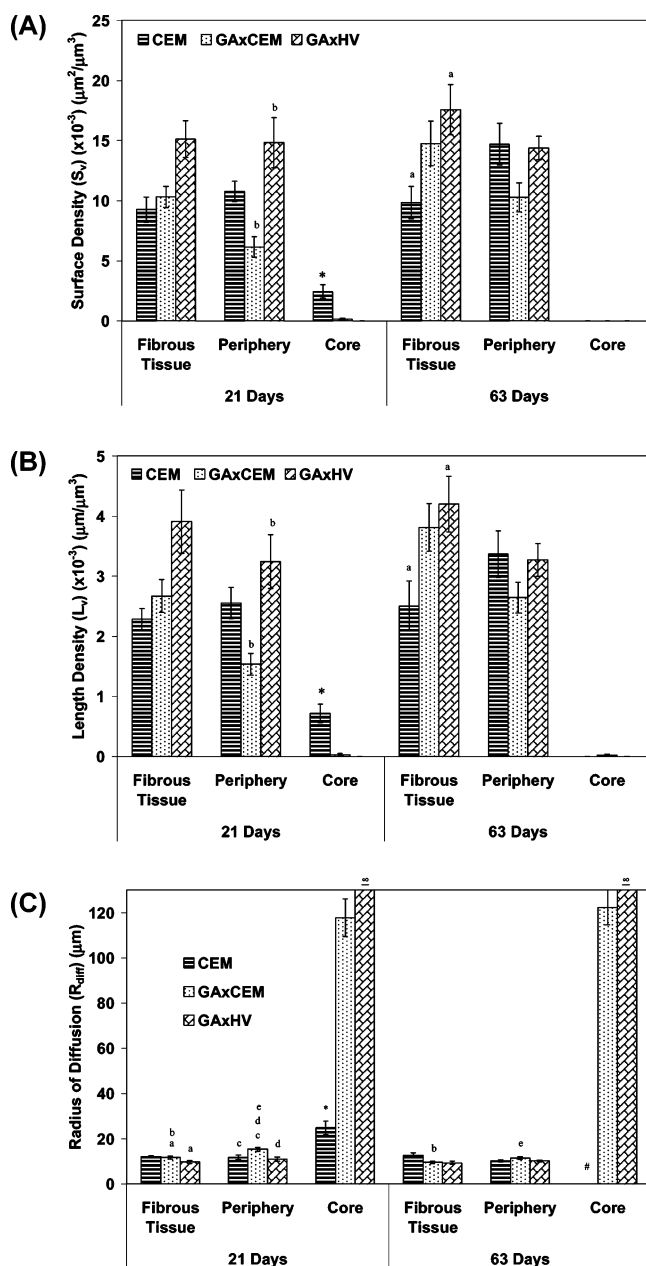 (A)
25
20
15
10
5
0
Surface Density (Sv) (x10-3) (µm2/µm3)
CEM GAxCEM GAxHV
b
b
*
a
a
Fibrous Tissue Periphery Core Fibrous Tissue Periphery Core
21 Days 63 Days
(B)
5
4
3
2
1
0
Length Density (Lv) (x10-3) (µm/µm3)
CEM GAxCEM GAxHV
b
b
*
a
a
Fibrous Tissue Periphery Core Fibrous Tissue Periphery Core
21 Days 63 Days
(C)
120
100
80
60
40
20
0
Radius of Diffusion (Rdiff) (µm)
CEM
GAxCEM
GAxHV
∞ ∞
b
a a
e
d
c c d
*
b
e
#
Fibrous Tissue Periphery Core Fibrous Tissue Periphery Core
21 Days 63 Days